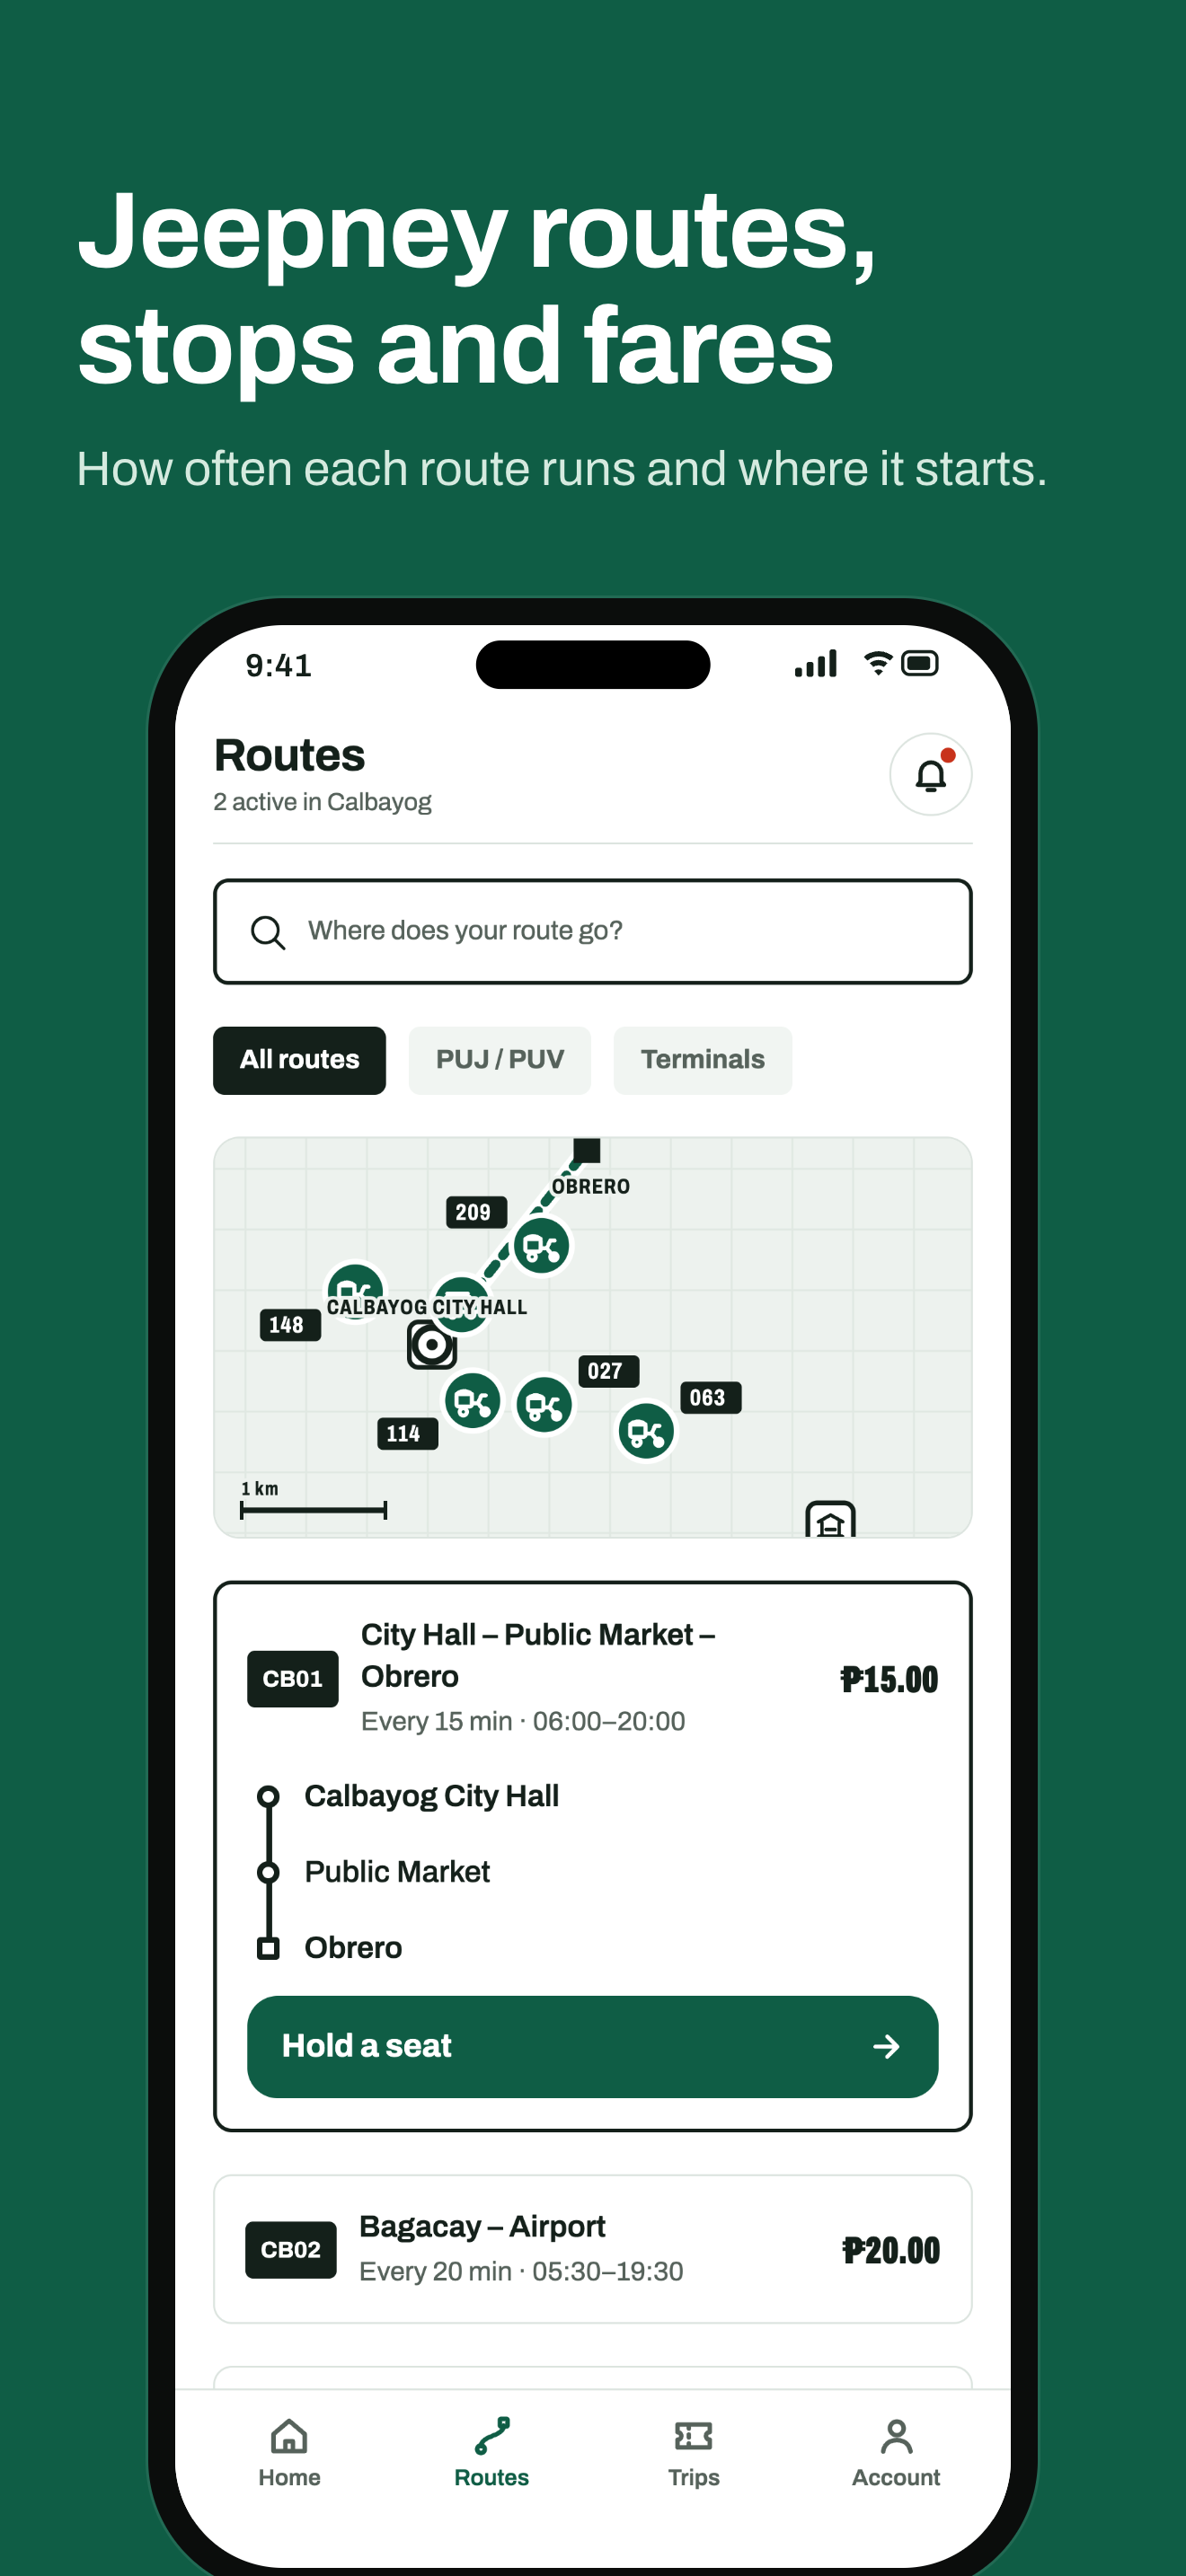 Jeepney routes,
stops and fares
How often each route runs and where it starts.
9:41
Routes
2 active in Calbayog
Where does your route go?
All routes
PUJ / PUV
Terminals
OBRERO
209
CALBAYOG CITY HALL
148
027
063
114
1 km
CB01
City Hall – Public Market –
Obrero
₱15.00
Every 15 min · 06:00–20:00
Calbayog City Hall
Public Market
Obrero
Hold a seat
CB02
Bagacay – Airport
₱20.00
Every 20 min · 05:30–19:30
Home
Routes
Trips
Account